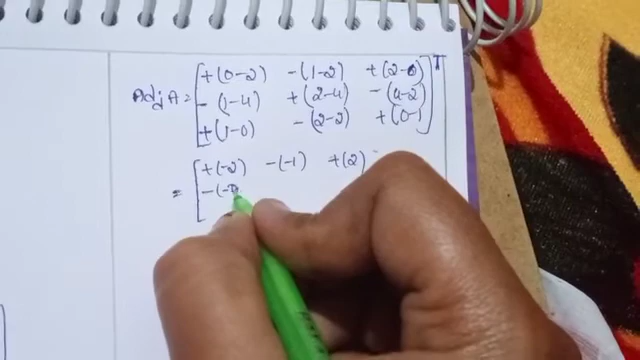 Adj A = [ +(0-2) -(1-2) +(2-0) ]ᵀ
-(1-4) +(2-4) -(4-2)
+(1-0) -(2-2) +(0-1)
= [ +(-2) -(-1) +(2)
-(-